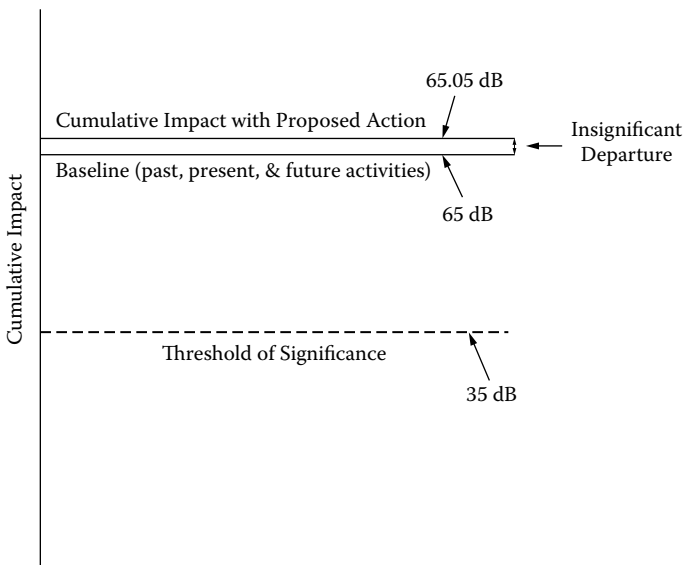 65.05 dB
Cumulative Impact with Proposed Action
Insignificant
Departure
Baseline (past, present, & future activities)
65 dB
Cumulative Impact
Threshold of Significance
35 dB